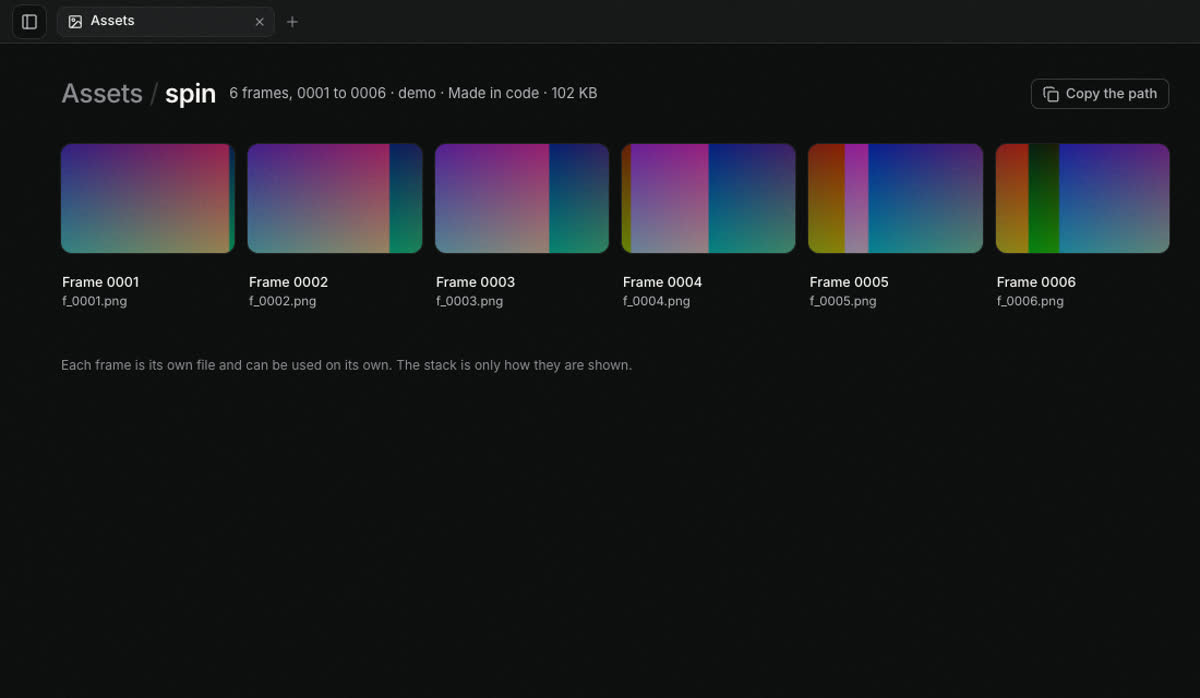 Assets
Assets / spin 6 frames, 0001 to 0006 · demo · Made in code · 102 KB
Copy the path
Frame 0001
f_0001.png
Frame 0002
f_0002.png
Frame 0003
f_0003.png
Frame 0004
f_0004.png
Frame 0005
f_0005.png
Frame 0006
f_0006.png
Each frame is its own file and can be used on its own. The stack is only how they are shown.